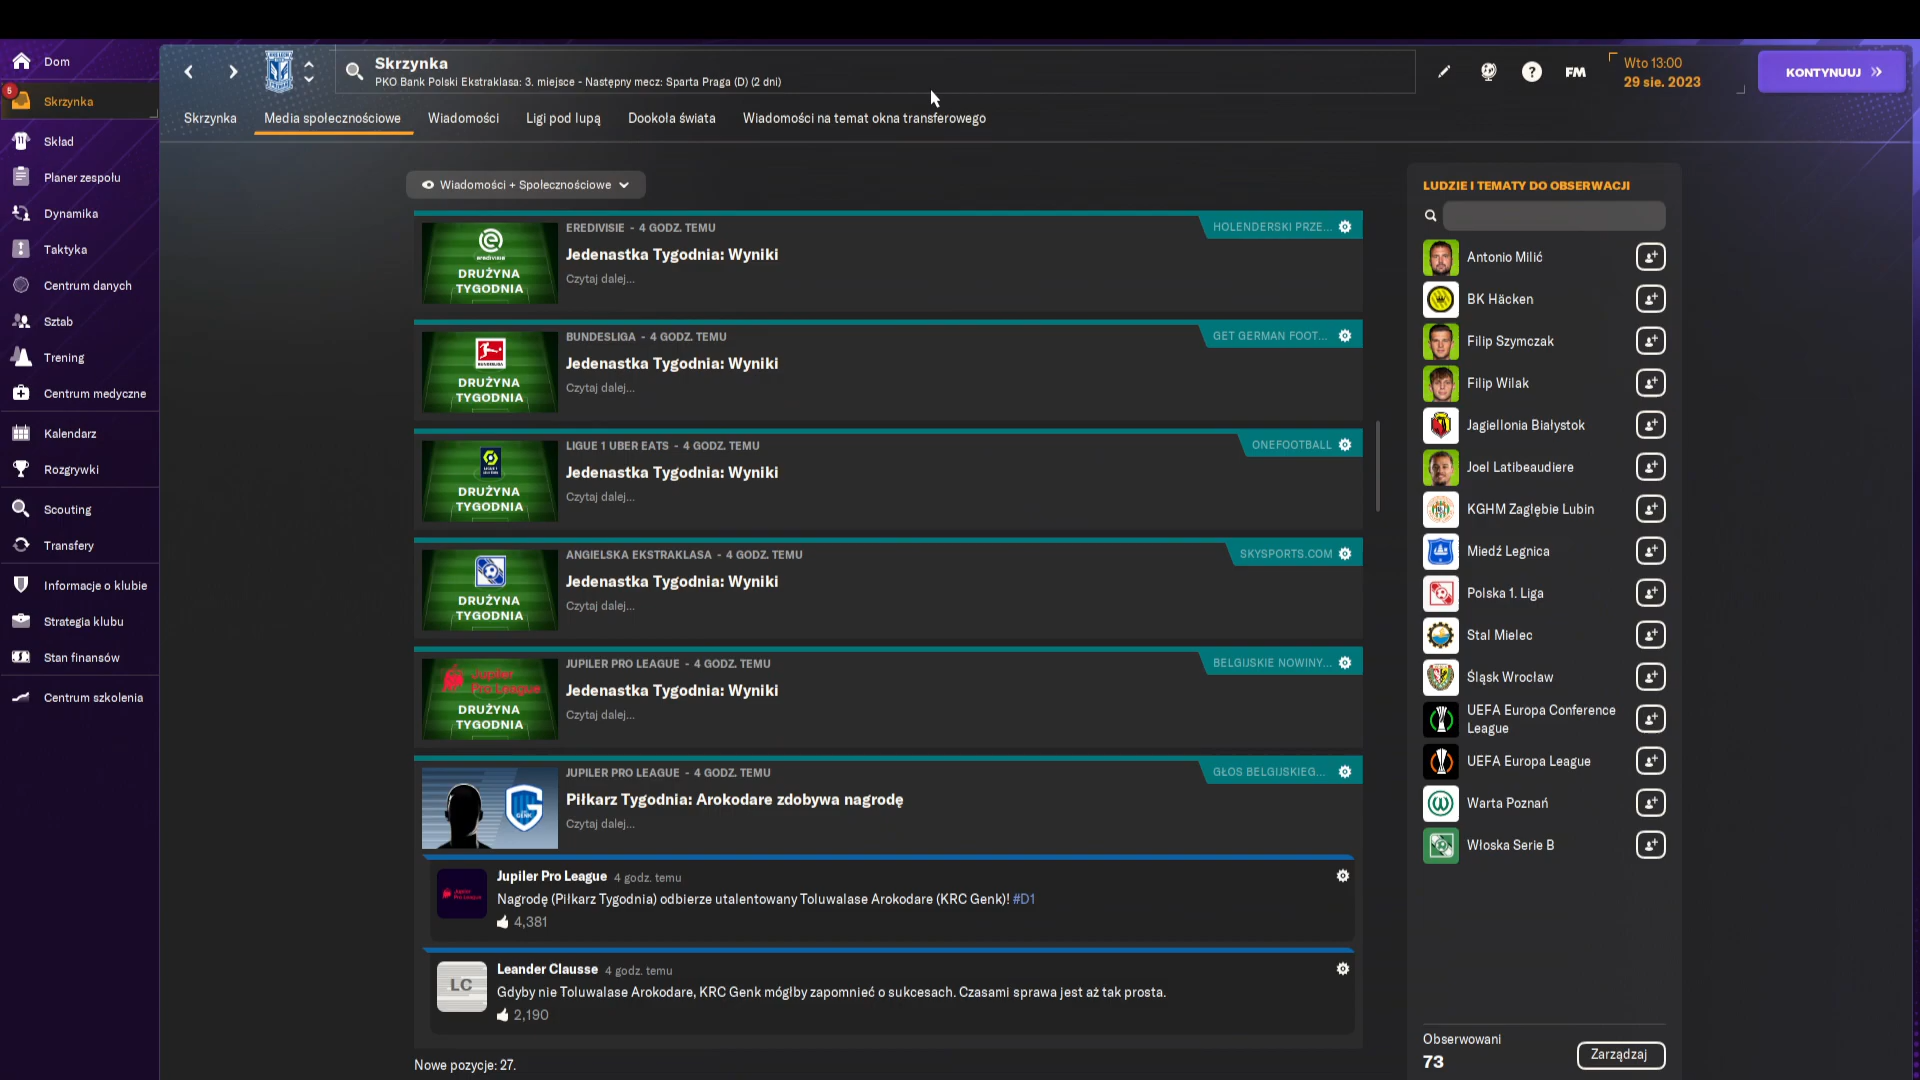 Dom
5
Skrzynka
Skład
Planer zespołu
Dynamika
Taktyka
Centrum danych
Sztab
Trening
Centrum medyczne
Kalendarz
Rozgrywki
Scouting
Transfery
Informacje o klubie
Strategia klubu
Stan finansów
Centrum szkolenia
Skrzynka
PKO Bank Polski Ekstraklasa: 3. miejsce - Następny mecz: Sparta Praga (D) (2 dni)
FM
Wto 13:00
29 sie. 2023
KONTYNUUJ
Skrzynka
Media społecznościowe
Wiadomości
Ligi pod lupą
Dookoła świata
Wiadomości na temat okna transferowego
Wiadomości + Społecznościowe
DRUŻYNA
TYGODNIA
EREDIVISIE - 4 GODZ. TEMU
HOLENDERSKI PRZE...
Jedenastka Tygodnia: Wyniki
Czytaj dalej...
DRUŻYNA
TYGODNIA
BUNDESLIGA - 4 GODZ. TEMU
GET GERMAN FOOT...
Jedenastka Tygodnia: Wyniki
Czytaj dalej...
DRUŻYNA
TYGODNIA
LIGUE 1 UBER EATS - 4 GODZ. TEMU
ONEFOOTBALL
Jedenastka Tygodnia: Wyniki
Czytaj dalej...
DRUŻYNA
TYGODNIA
ANGIELSKA EKSTRAKLASA - 4 GODZ. TEMU
SKYSPORTS.COM
Jedenastka Tygodnia: Wyniki
Czytaj dalej...
Jupiler
Pro League
DRUŻYNA
TYGODNIA
JUPILER PRO LEAGUE - 4 GODZ. TEMU
BELGIJSKIE NOWINY...
Jedenastka Tygodnia: Wyniki
Czytaj dalej...
GENK
JUPILER PRO LEAGUE - 4 GODZ. TEMU
GŁOS BELGIJSKIEG...
Piłkarz Tygodnia: Arokodare zdobywa nagrodę
Czytaj dalej...
Jupiler Pro League 4 godz. temu
Nagrodę (Piłkarz Tygodnia) odbierze utalentowany Toluwalase Arokodare (KRC Genk)! #D1
4,381
LC
Leander Clausse 4 godz. temu
Gdyby nie Toluwalase Arokodare, KRC Genk mógłby zapomnieć o sukcesach. Czasami sprawa jest aż tak prosta.
2,190
Nowe pozycje: 27.
LUDZIE I TEMATY DO OBSERWACJI
Antonio Milić
BK Häcken
Filip Szymczak
Filip Wilak
Jagiellonia Białystok
Joel Latibeaudiere
KGHM Zagłębie Lubin
Miedź Legnica
Polska 1. Liga
Stal Mielec
Śląsk Wrocław
UEFA Europa Conference
League
UEFA Europa League
Warta Poznań
Włoska Serie B
Obserwowani
73
Zarządzaj